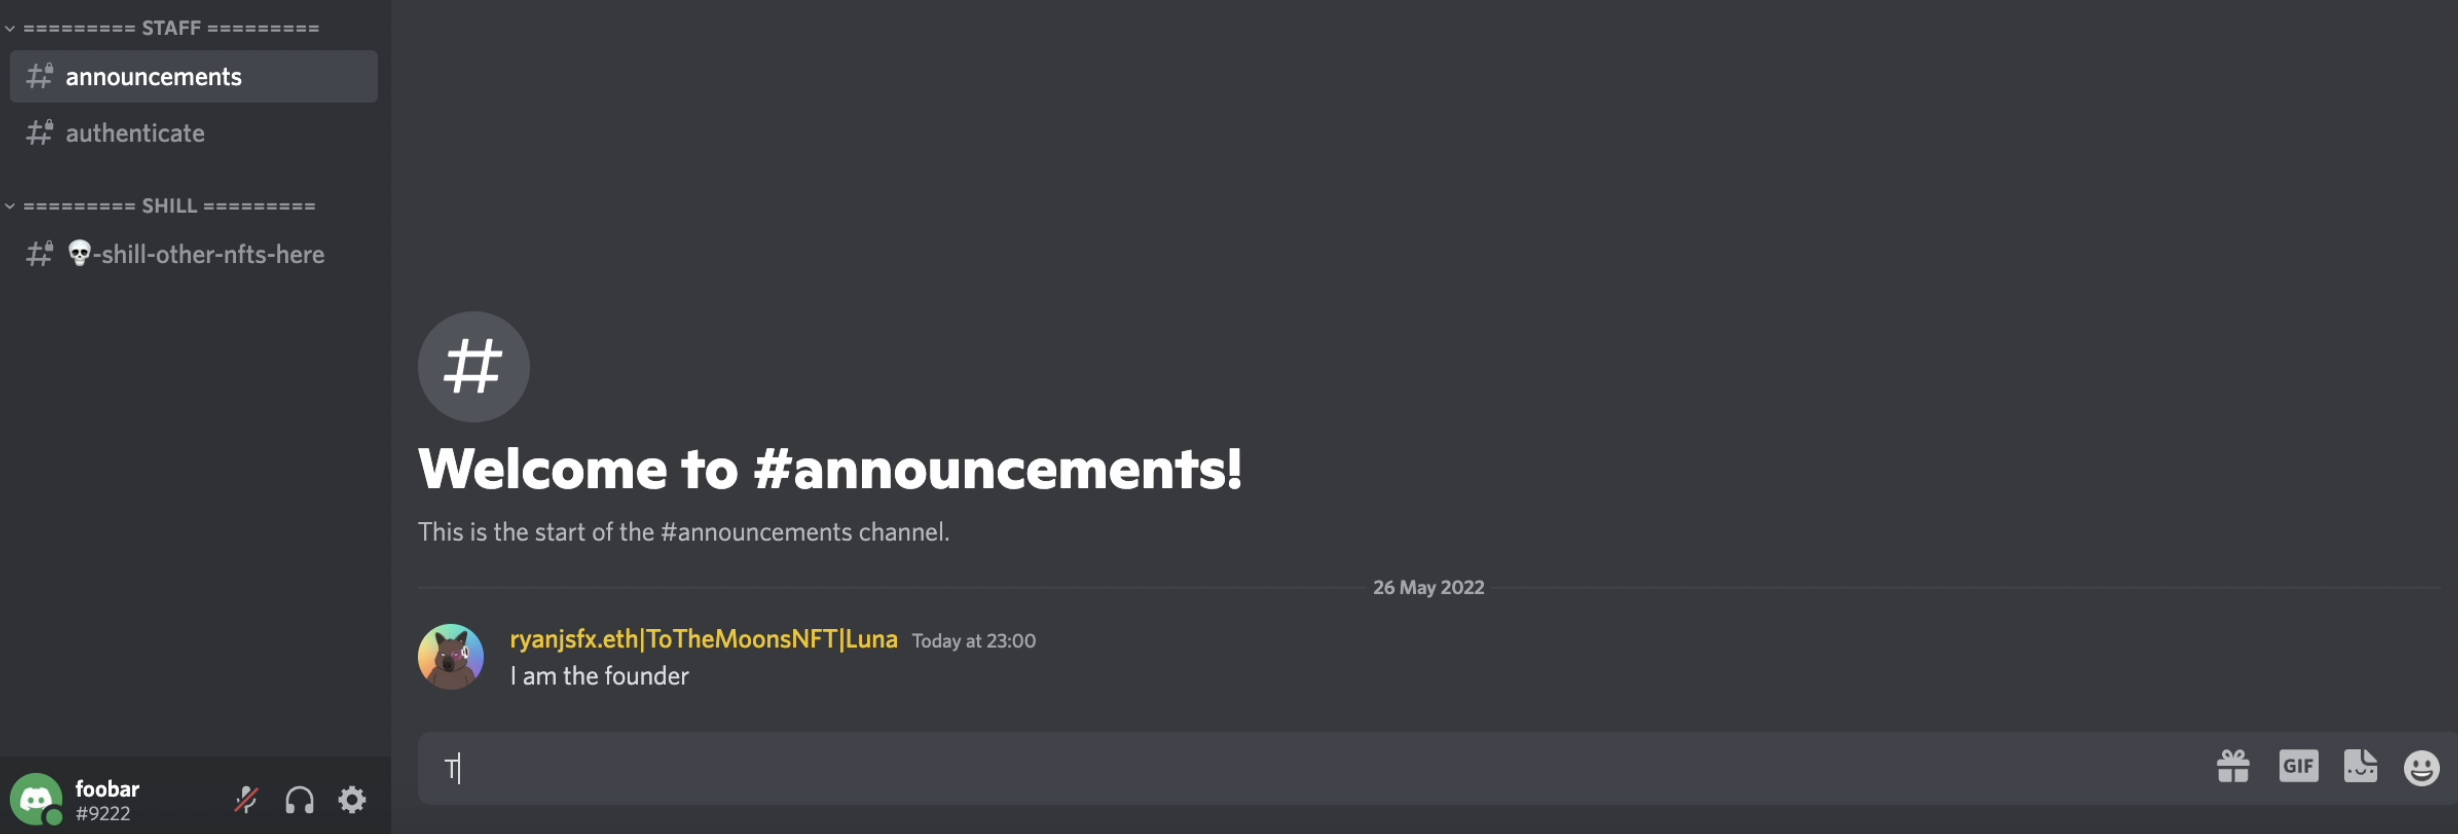 ========= STAFF =========
announcements
authenticate
========= SHILL =========
💀-shill-other-nfts-here
foobar
#9222
Welcome to #announcements!
This is the start of the #announcements channel.
26 May 2022
ryanjsfx.eth|ToTheMoonsNFT|Luna Today at 23:00
I am the founder
T
GIF